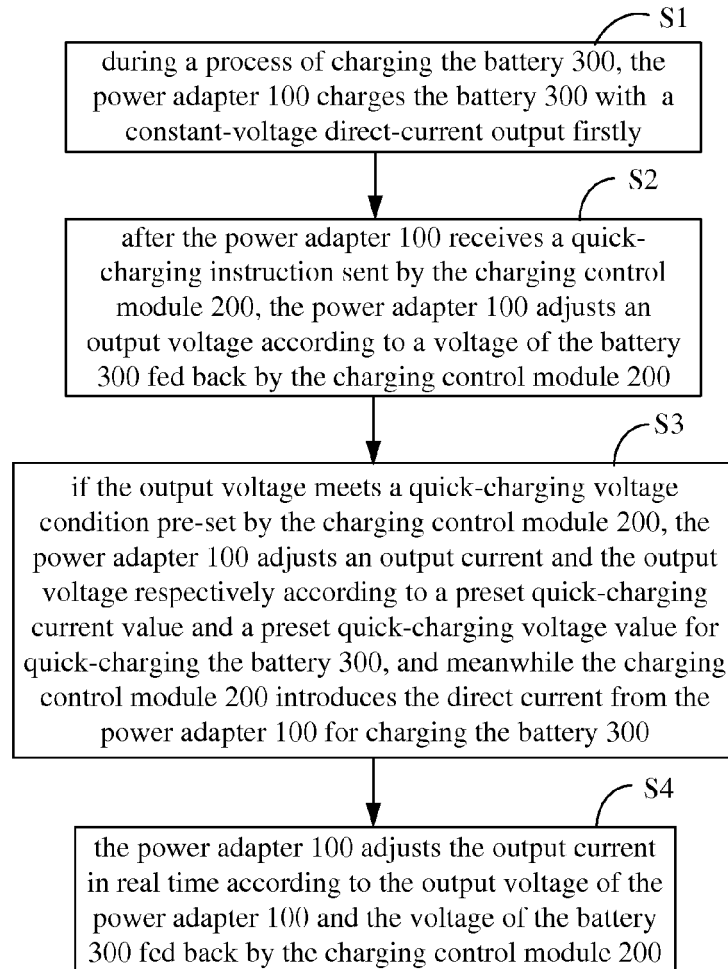 S1
during a process of charging the battery 300, the
power adapter 100 charges the battery 300 with a
constant-voltage direct-current output firstly
S2
after the power adapter 100 receives a quick-
charging instruction sent by the charging control
module 200, the power adapter 100 adjusts an
output voltage according to a voltage of the battery
300 fed back by the charging control module 200
S3
if the output voltage meets a quick-charging voltage
condition pre-set by the charging control module 200, the
power adapter 100 adjusts an output current and the output
voltage respectively according to a preset quick-charging
current value and a preset quick-charging voltage value for
quick-charging the battery 300, and meanwhile the charging
control module 200 introduces the direct current from the
power adapter 100 for charging the battery 300
S4
the power adapter 100 adjusts the output current
in real time according to the output voltage of the
power adapter 100 and the voltage of the battery
300 fed back by the charging control module 200